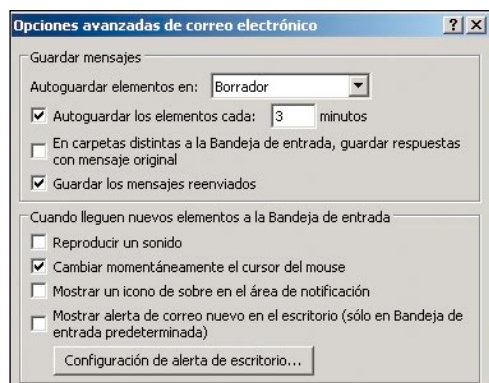 Opciones avanzadas de correo electrónico
Guardar mensajes
Autoguardar elementos en: Borrador
Autoguardar los elementos cada: 3 minutos
En carpetas distintas a la Bandeja de entrada, guardar respuestas
con mensaje original
Guardar los mensajes reenviados
Cuando lleguen nuevos elementos a la Bandeja de entrada
Reproducir un sonido
Cambiar momentáneamente el cursor del mouse
Mostrar un icono de sobre en el área de notificación
Mostrar alerta de correo nuevo en el escritorio (sólo en Bandeja de
entrada predeterminada)
Configuración de alerta de escritorio...